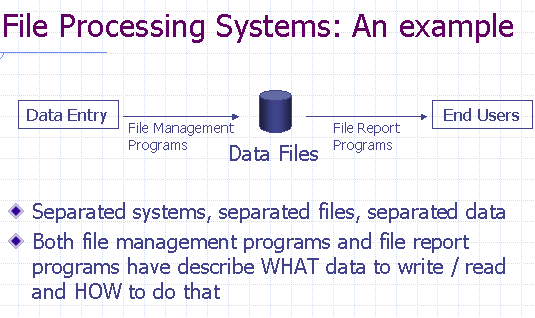 File Processing Systems: An example
Data Entry
File Management
Programs
Data Files
File Report
Programs
End Users
Separated systems, separated files, separated data
Both file management programs and file report
programs have describe WHAT data to write / read
and HOW to do that